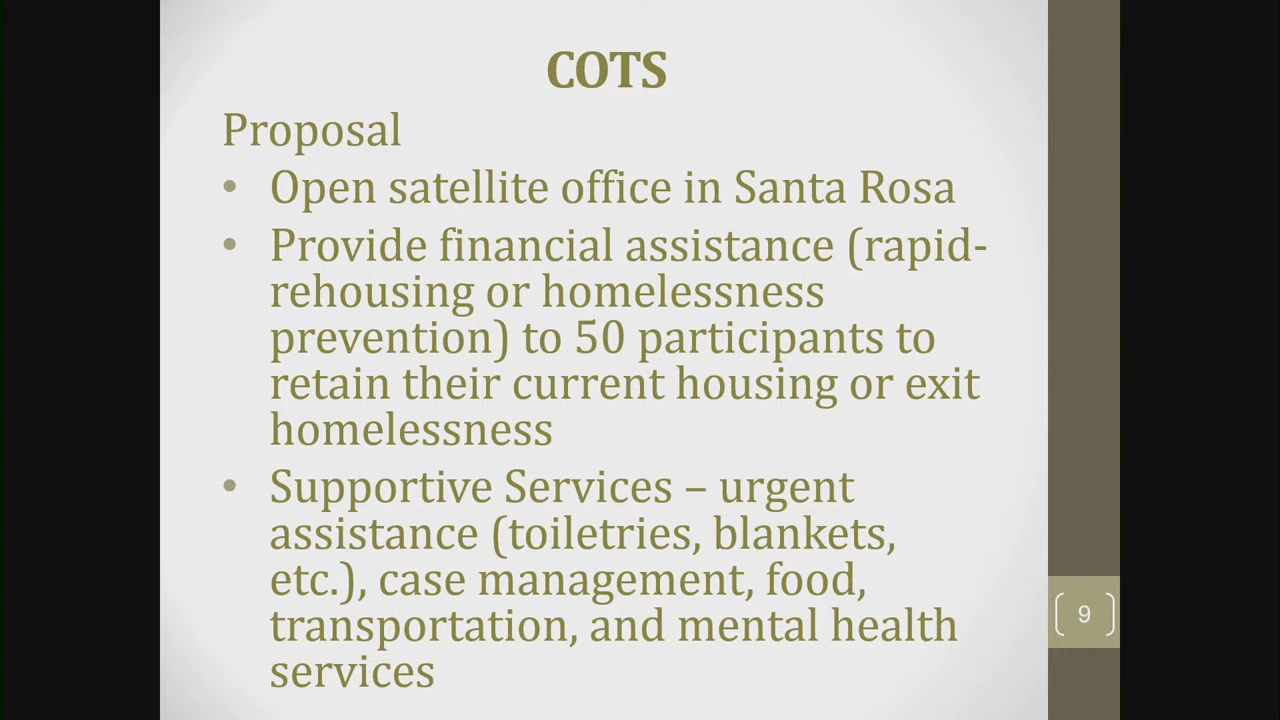 COTS
Proposal
• Open satellite office in Santa Rosa
• Provide financial assistance (rapid-
rehousing or homelessness
prevention) to 50 participants to
retain their current housing or exit
homelessness
• Supportive Services – urgent
assistance (toiletries, blankets,
etc.), case management, food,
transportation, and mental health
services
9